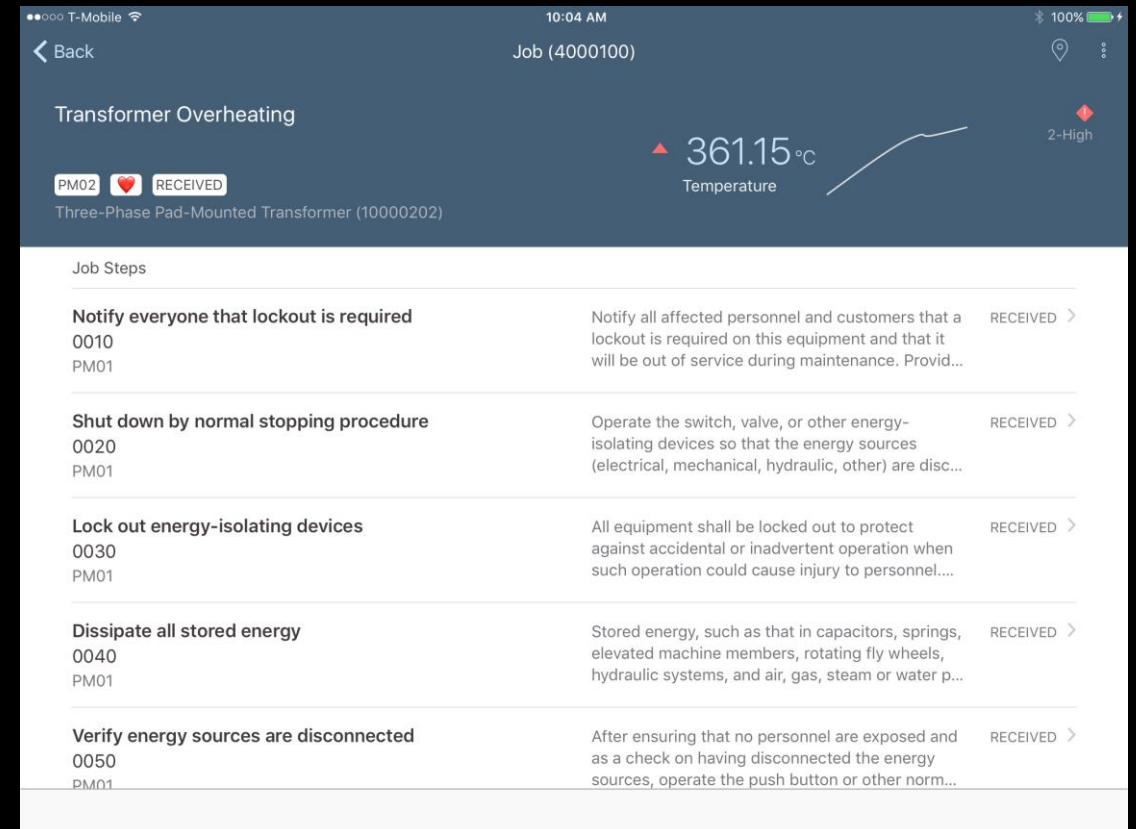 T-Mobile
10:04 AM
100%
Back
Job (4000100)
Transformer Overheating
361.15 °C
Temperature
2-High
PM02 ❤️ RECEIVED
Three-Phase Pad-Mounted Transformer (10000202)
Job Steps
Notify everyone that lockout is required
0010
PM01
Notify all affected personnel and customers that a
lockout is required on this equipment and that it
will be out of service during maintenance. Provid...
RECEIVED
Shut down by normal stopping procedure
0020
PM01
Operate the switch, valve, or other energy-
isolating devices so that the energy sources
(electrical, mechanical, hydraulic, other) are disc...
RECEIVED
Lock out energy-isolating devices
0030
PM01
All equipment shall be locked out to protect
against accidental or inadvertent operation when
such operation could cause injury to personnel....
RECEIVED
Dissipate all stored energy
0040
PM01
Stored energy, such as that in capacitors, springs,
elevated machine members, rotating fly wheels,
hydraulic systems, and air, gas, steam or water p...
RECEIVED
Verify energy sources are disconnected
0050
PM01
After ensuring that no personnel are exposed and
as a check on having disconnected the energy
sources, operate the push button or other norm...
RECEIVED